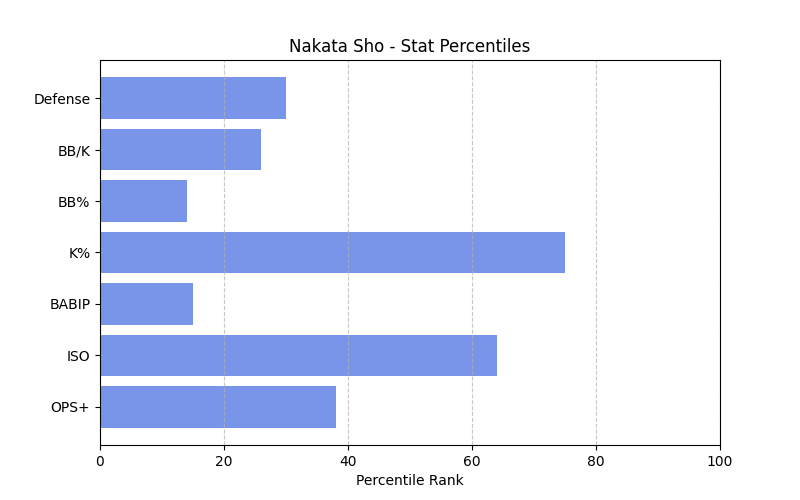 Nakata Sho - Stat Percentiles
Defense
BB/K
BB%
K%
BABIP
ISO
OPS+
0 20 40 60 80 100
Percentile Rank